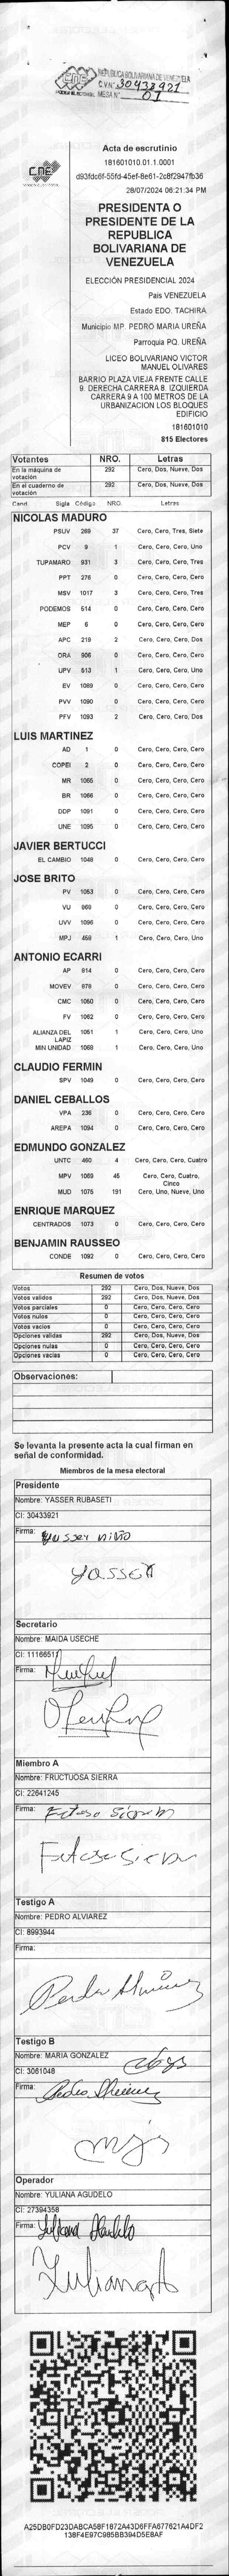 REPUBLICA BOLIVARIANA DE VENEZUELA
CNE
PODER ELECTORAL
C.V.N° 30433921
MESA N° 01
CNE
Acta de escrutinio
181601010.01.1.0001
d93fdc6f-55fd-45ef-8e61-2c8f2947fb36
28/07/2024 06:21:34 PM
PRESIDENTA O
PRESIDENTE DE LA
REPUBLICA
BOLIVARIANA DE
VENEZUELA
ELECCIÓN PRESIDENCIAL 2024
Pais VENEZUELA
Estado EDO. TACHIRA
Municipio MP. PEDRO MARIA UREÑA
Parroquia PQ. UREÑA
LICEO BOLIVARIANO VICTOR
MANUEL OLIVARES
BARRIO PLAZA VIEJA FRENTE CALLE
9. DERECHA CARRERA 8. IZQUIERDA
CARRERA 9 A 100 METROS DE LA
URBANIZACION LOS BLOQUES
EDIFICIO
181601010
815 Electores
Votantes NRO. Letras
En la máquina de votación 292 Cero, Dos, Nueve, Dos
En el cuaderno de votación 292 Cero, Dos, Nueve, Dos
Cand. Sigla Código NRO. Letras
NICOLAS MADURO
PSUV 269 37 Cero, Cero, Tres, Siete
PCV 9 1 Cero, Cero, Cero, Uno
TUPAMARO 931 3 Cero, Cero, Cero, Tres
PPT 276 0 Cero, Cero, Cero, Cero
MSV 1017 3 Cero, Cero, Cero, Tres
PODEMOS 514 0 Cero, Cero, Cero, Cero
MEP 6 0 Cero, Cero, Cero, Cero
APC 219 2 Cero, Cero, Cero, Dos
ORA 906 0 Cero, Cero, Cero, Cero
UPV 513 1 Cero, Cero, Cero, Uno
EV 1089 0 Cero, Cero, Cero, Cero
PVV 1090 0 Cero, Cero, Cero, Cero
PFV 1093 2 Cero, Cero, Cero, Dos
LUIS MARTINEZ
AD 1 0 Cero, Cero, Cero, Cero
COPEI 2 0 Cero, Cero, Cero, Cero
MR 1065 0 Cero, Cero, Cero, Cero
BR 1066 0 Cero, Cero, Cero, Cero
DDP 1091 0 Cero, Cero, Cero, Cero
UNE 1095 0 Cero, Cero, Cero, Cero
JAVIER BERTUCCI
EL CAMBIO 1048 0 Cero, Cero, Cero, Cero
JOSE BRITO
PV 1053 0 Cero, Cero, Cero, Cero
VU 969 0 Cero, Cero, Cero, Cero
UVV 1096 0 Cero, Cero, Cero, Cero
MPJ 459 1 Cero, Cero, Cero, Uno
ANTONIO ECARRI
AP 814 0 Cero, Cero, Cero, Cero
MOVEV 678 0 Cero, Cero, Cero, Cero
CMC 1050 0 Cero, Cero, Cero, Cero
FV 1062 0 Cero, Cero, Cero, Cero
ALIANZA DEL LAPIZ 1051 1 Cero, Cero, Cero, Uno
MIN UNIDAD 1068 1 Cero, Cero, Cero, Uno
CLAUDIO FERMIN
SPV 1049 0 Cero, Cero, Cero, Cero
DANIEL CEBALLOS
VPA 236 0 Cero, Cero, Cero, Cero
AREPA 1094 0 Cero, Cero, Cero, Cero
EDMUNDO GONZALEZ
UNTC 460 4 Cero, Cero, Cero, Cuatro
MPV 1069 45 Cero, Cero, Cuatro, Cinco
MUD 1075 191 Cero, Uno, Nueve, Uno
ENRIQUE MARQUEZ
CENTRADOS 1073 0 Cero, Cero, Cero, Cero
BENJAMIN RAUSSEO
CONDE 1092 0 Cero, Cero, Cero, Cero
Resumen de votos
Votos 292 Cero, Dos, Nueve, Dos
Votos validos 292 Cero, Dos, Nueve, Dos
Votos parciales 0 Cero, Cero, Cero, Cero
Votos nulos 0 Cero, Cero, Cero, Cero
Votos vacios 0 Cero, Cero, Cero, Cero
Opciones validas 292 Cero, Dos, Nueve, Dos
Opciones nulas 0 Cero, Cero, Cero, Cero
Opciones vacias 0 Cero, Cero, Cero, Cero
Observaciones:
Se levanta la presente acta la cual firman en
señal de conformidad.
Miembros de la mesa electoral
Presidente
Nombre: YASSER RUBASETI
CI: 30433921
Firma: Yasser Niño
Yasser
Secretario
Nombre: MAIDA USECHE
CI: 11166517
Firma:
Miembro A
Nombre: FRUCTUOSA SIERRA
CI: 22641245
Firma:
Testigo A
Nombre: PEDRO ALVIAREZ
CI: 8993944
Firma:
Testigo B
Nombre: MARIA GONZALEZ
CI: 3061048
Firma:
Operador
Nombre: YULIANA AGUDELO
CI: 27394358
Firma: Yuliana Agudelo
A25DB0FD23DABCA58F1872A43D6FFA677621A4DF2
138F4E97C985BB394D5E8AF